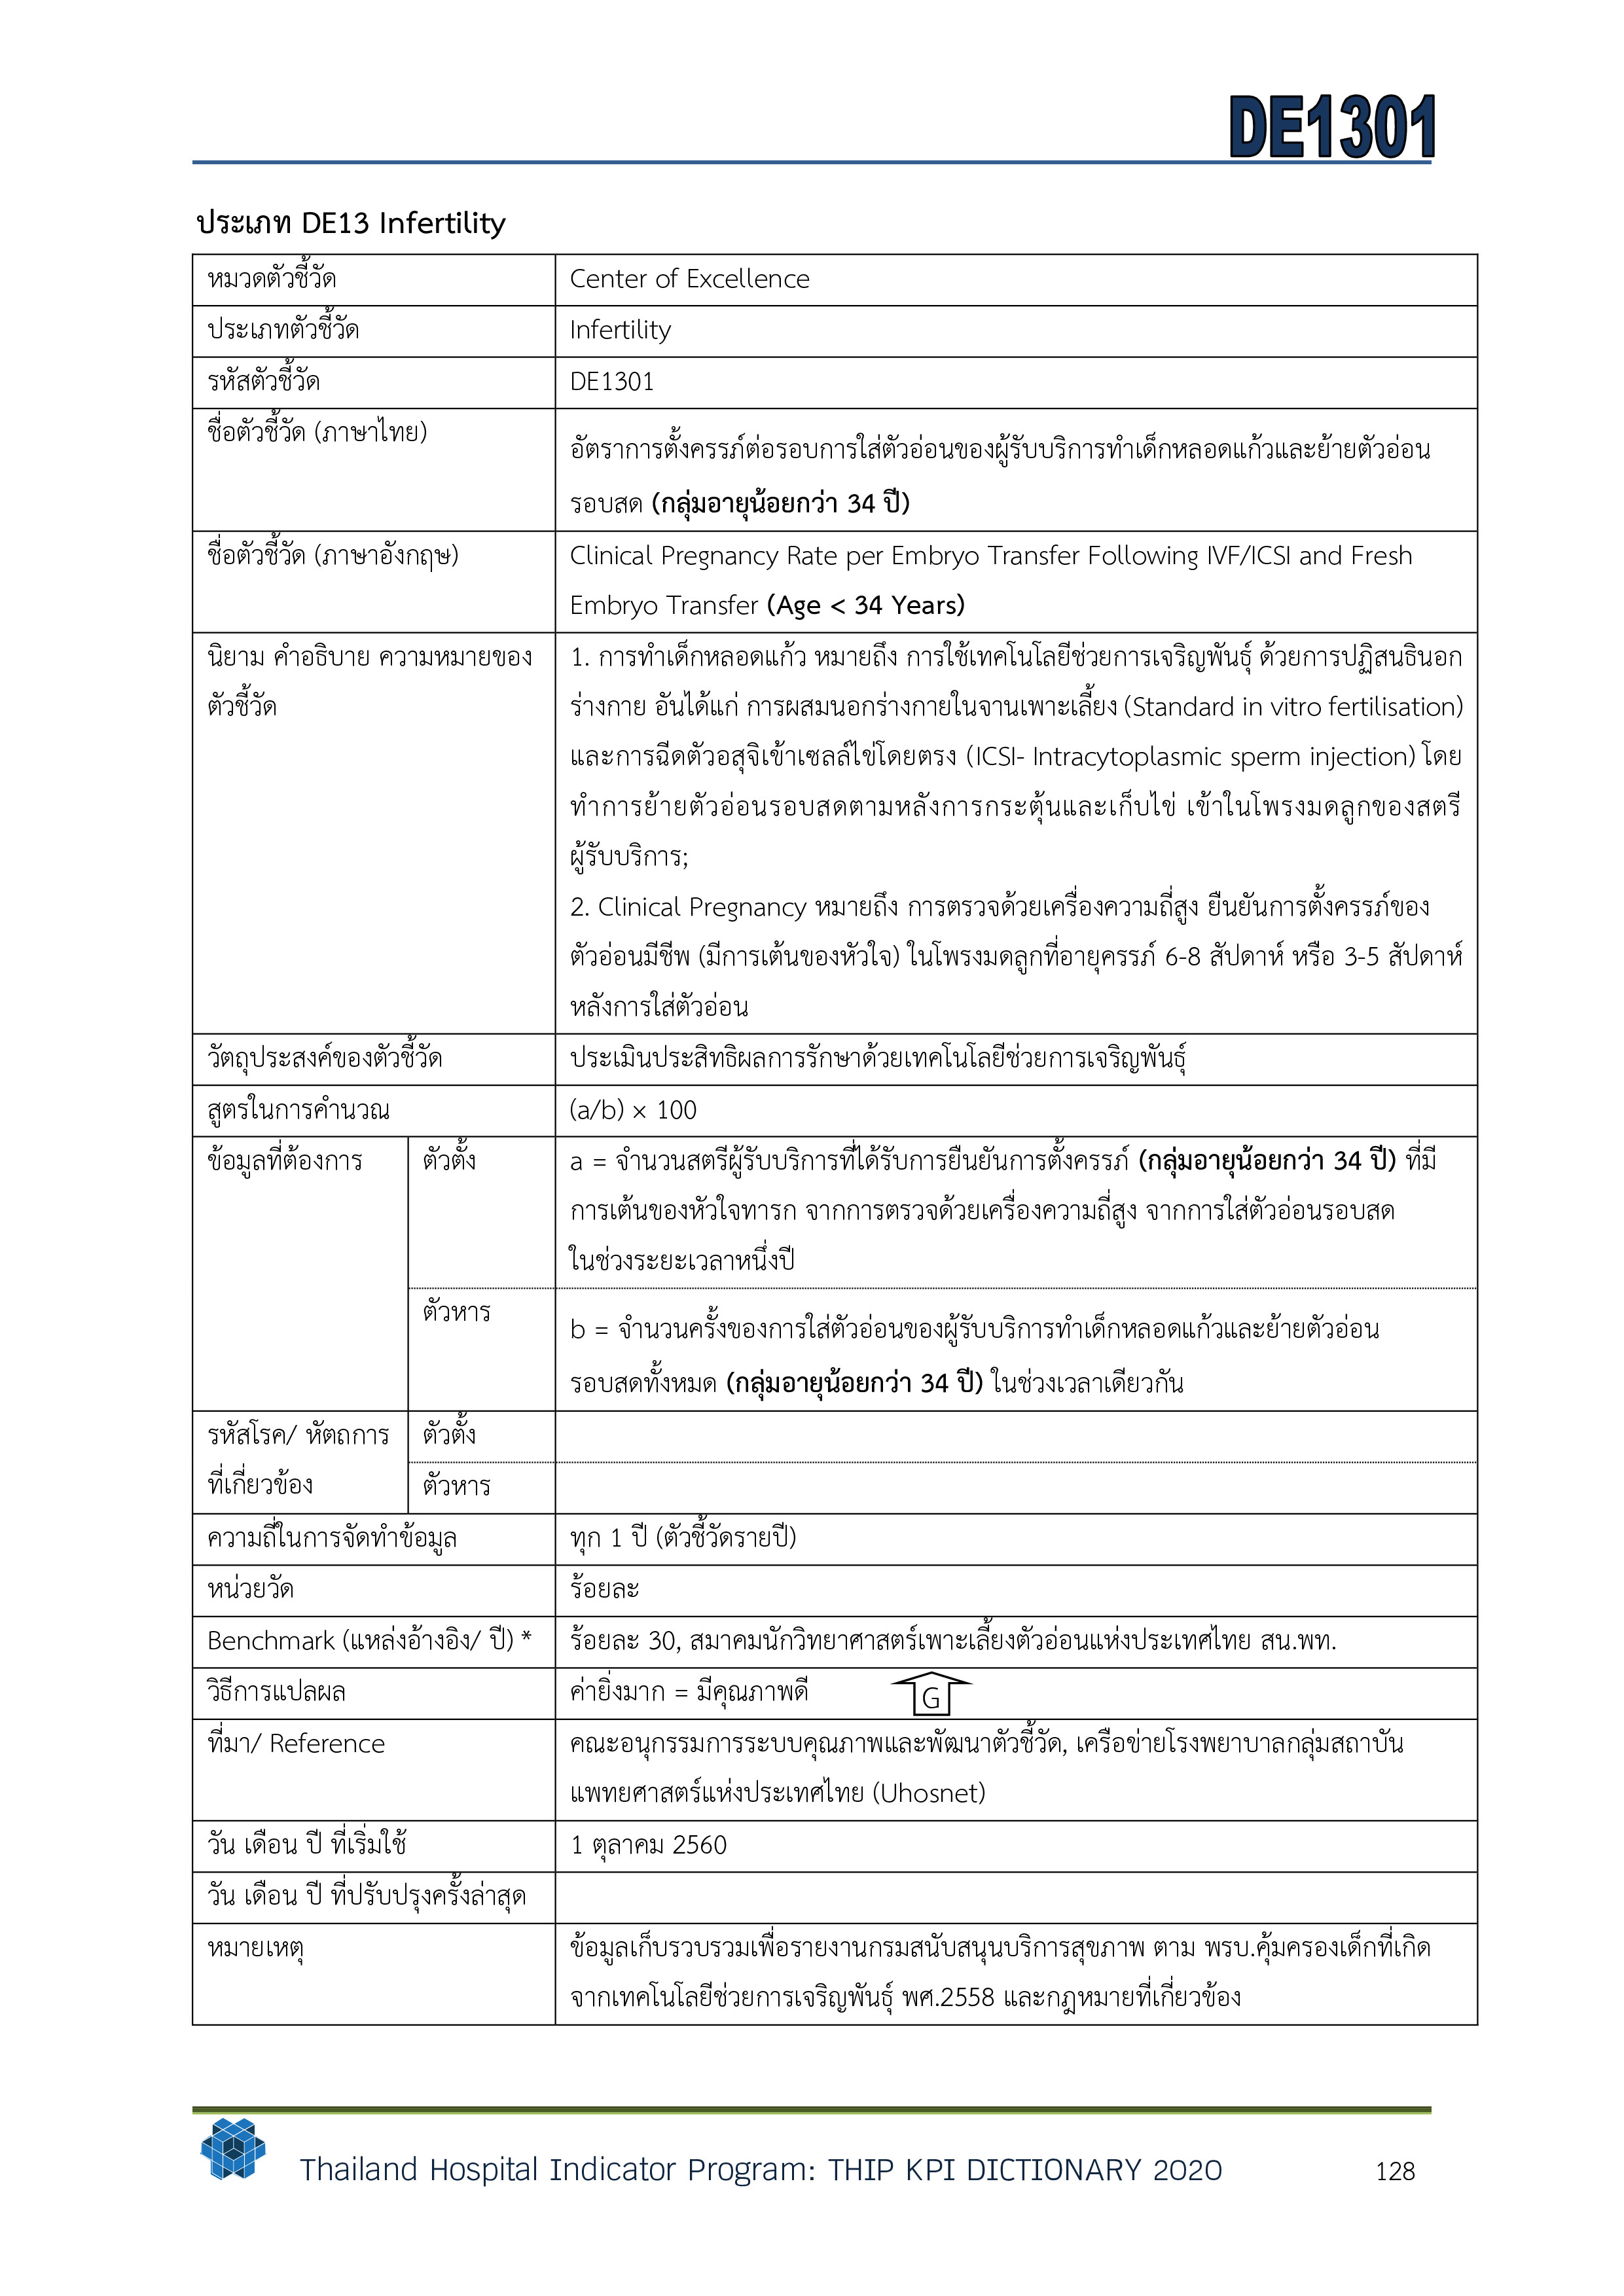 DE1301
ประเภท DE13 Infertility
หมวดตัวชี้วัด
Center of Excellence
ประเภทตัวชี้วัด
Infertility
รหัสตัวชี้วัด
DE1301
ชื่อตัวชี้วัด (ภาษาไทย)
อัตราการตั้งครรภ์ต่อรอบการใส่ตัวอ่อนของผู้รับบริการทำเด็กหลอดแก้วและย้ายตัวอ่อน
รอบสด (กลุ่มอายุน้อยกว่า 34 ปี)
ชื่อตัวชี้วัด (ภาษาอังกฤษ)
Clinical Pregnancy Rate per Embryo Transfer Following IVF/ICSI and Fresh
Embryo Transfer (Age < 34 Years)
นิยาม คำอธิบาย ความหมายของ
ตัวชี้วัด
1. การทำเด็กหลอดแก้ว หมายถึง การใช้เทคโนโลยีช่วยการเจริญพันธุ์ ด้วยการปฏิสนธินอก
ร่างกาย อันได้แก่ การผสมนอกร่างกายในจานเพาะเลี้ยง (Standard in vitro fertilisation)
และการฉีดตัวอสุจิเข้าเซลล์ไข่โดยตรง (ICSI- Intracytoplasmic sperm injection) โดย
ทำการย้ายตัวอ่อนรอบสดตามหลังการกระตุ้นและเก็บไข่ เข้าในโพรงมดลูกของสตรี
ผู้รับบริการ;
2. Clinical Pregnancy หมายถึง การตรวจด้วยเครื่องความถี่สูง ยืนยันการตั้งครรภ์ของ
ตัวอ่อนมีชีพ (มีการเต้นของหัวใจ) ในโพรงมดลูกที่อายุครรภ์ 6-8 สัปดาห์ หรือ 3-5 สัปดาห์
หลังการใส่ตัวอ่อน
วัตถุประสงค์ของตัวชี้วัด
ประเมินประสิทธิผลการรักษาด้วยเทคโนโลยีช่วยการเจริญพันธุ์
สูตรในการคำนวณ
(a/b) × 100
ข้อมูลที่ต้องการ
ตัวตั้ง
a = จำนวนสตรีผู้รับบริการที่ได้รับการยืนยันการตั้งครรภ์ (กลุ่มอายุน้อยกว่า 34 ปี) ที่มี
การเต้นของหัวใจทารก จากการตรวจด้วยเครื่องความถี่สูง จากการใส่ตัวอ่อนรอบสด
ในช่วงระยะเวลาหนึ่งปี
ตัวหาร
b = จำนวนครั้งของการใส่ตัวอ่อนของผู้รับบริการทำเด็กหลอดแก้วและย้ายตัวอ่อน
รอบสดทั้งหมด (กลุ่มอายุน้อยกว่า 34 ปี) ในช่วงเวลาเดียวกัน
รหัสโรค/ หัตถการ
ที่เกี่ยวข้อง
ตัวตั้ง
ตัวหาร
ความถี่ในการจัดทำข้อมูล
ทุก 1 ปี (ตัวชี้วัดรายปี)
หน่วยวัด
ร้อยละ
Benchmark (แหล่งอ้างอิง/ ปี) *
ร้อยละ 30, สมาคมนักวิทยาศาสตร์เพาะเลี้ยงตัวอ่อนแห่งประเทศไทย สน.พท.
วิธีการแปลผล
ค่ายิ่งมาก = มีคุณภาพดี G
ที่มา/ Reference
คณะอนุกรรมการระบบคุณภาพและพัฒนาตัวชี้วัด, เครือข่ายโรงพยาบาลกลุ่มสถาบัน
แพทยศาสตร์แห่งประเทศไทย (Uhosnet)
วัน เดือน ปี ที่เริ่มใช้
1 ตุลาคม 2560
วัน เดือน ปี ที่ปรับปรุงครั้งล่าสุด
หมายเหตุ
ข้อมูลเก็บรวบรวมเพื่อรายงานกรมสนับสนุนบริการสุขภาพ ตาม พรบ.คุ้มครองเด็กที่เกิด
จากเทคโนโลยีช่วยการเจริญพันธุ์ พศ.2558 และกฎหมายที่เกี่ยวข้อง
Thailand Hospital Indicator Program: THIP KPI DICTIONARY 2020 128